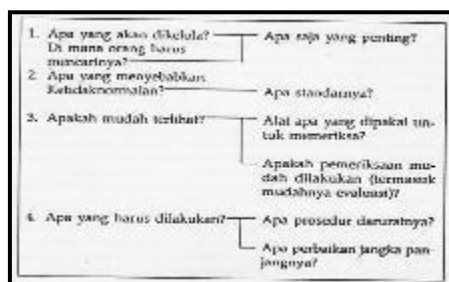 1. Apa yang akan dikelola?
Di mana orang harus
mencarinya?
Apa saja yang penting?
2. Apa yang menyebabkan
Ketidaknormalan?
Apa standarnya?
3. Apakah mudah terlihat?
Alat apa yang dipakai un-
tuk memeriksa?
Apakah pemeriksaan mu-
dah dilakukan (termasuk
mudahnya evaluasi)?
4. Apa yang harus dilakukan?
Apa prosedur daruratnya?
Apa perbaikan jangka pan-
jangnya?